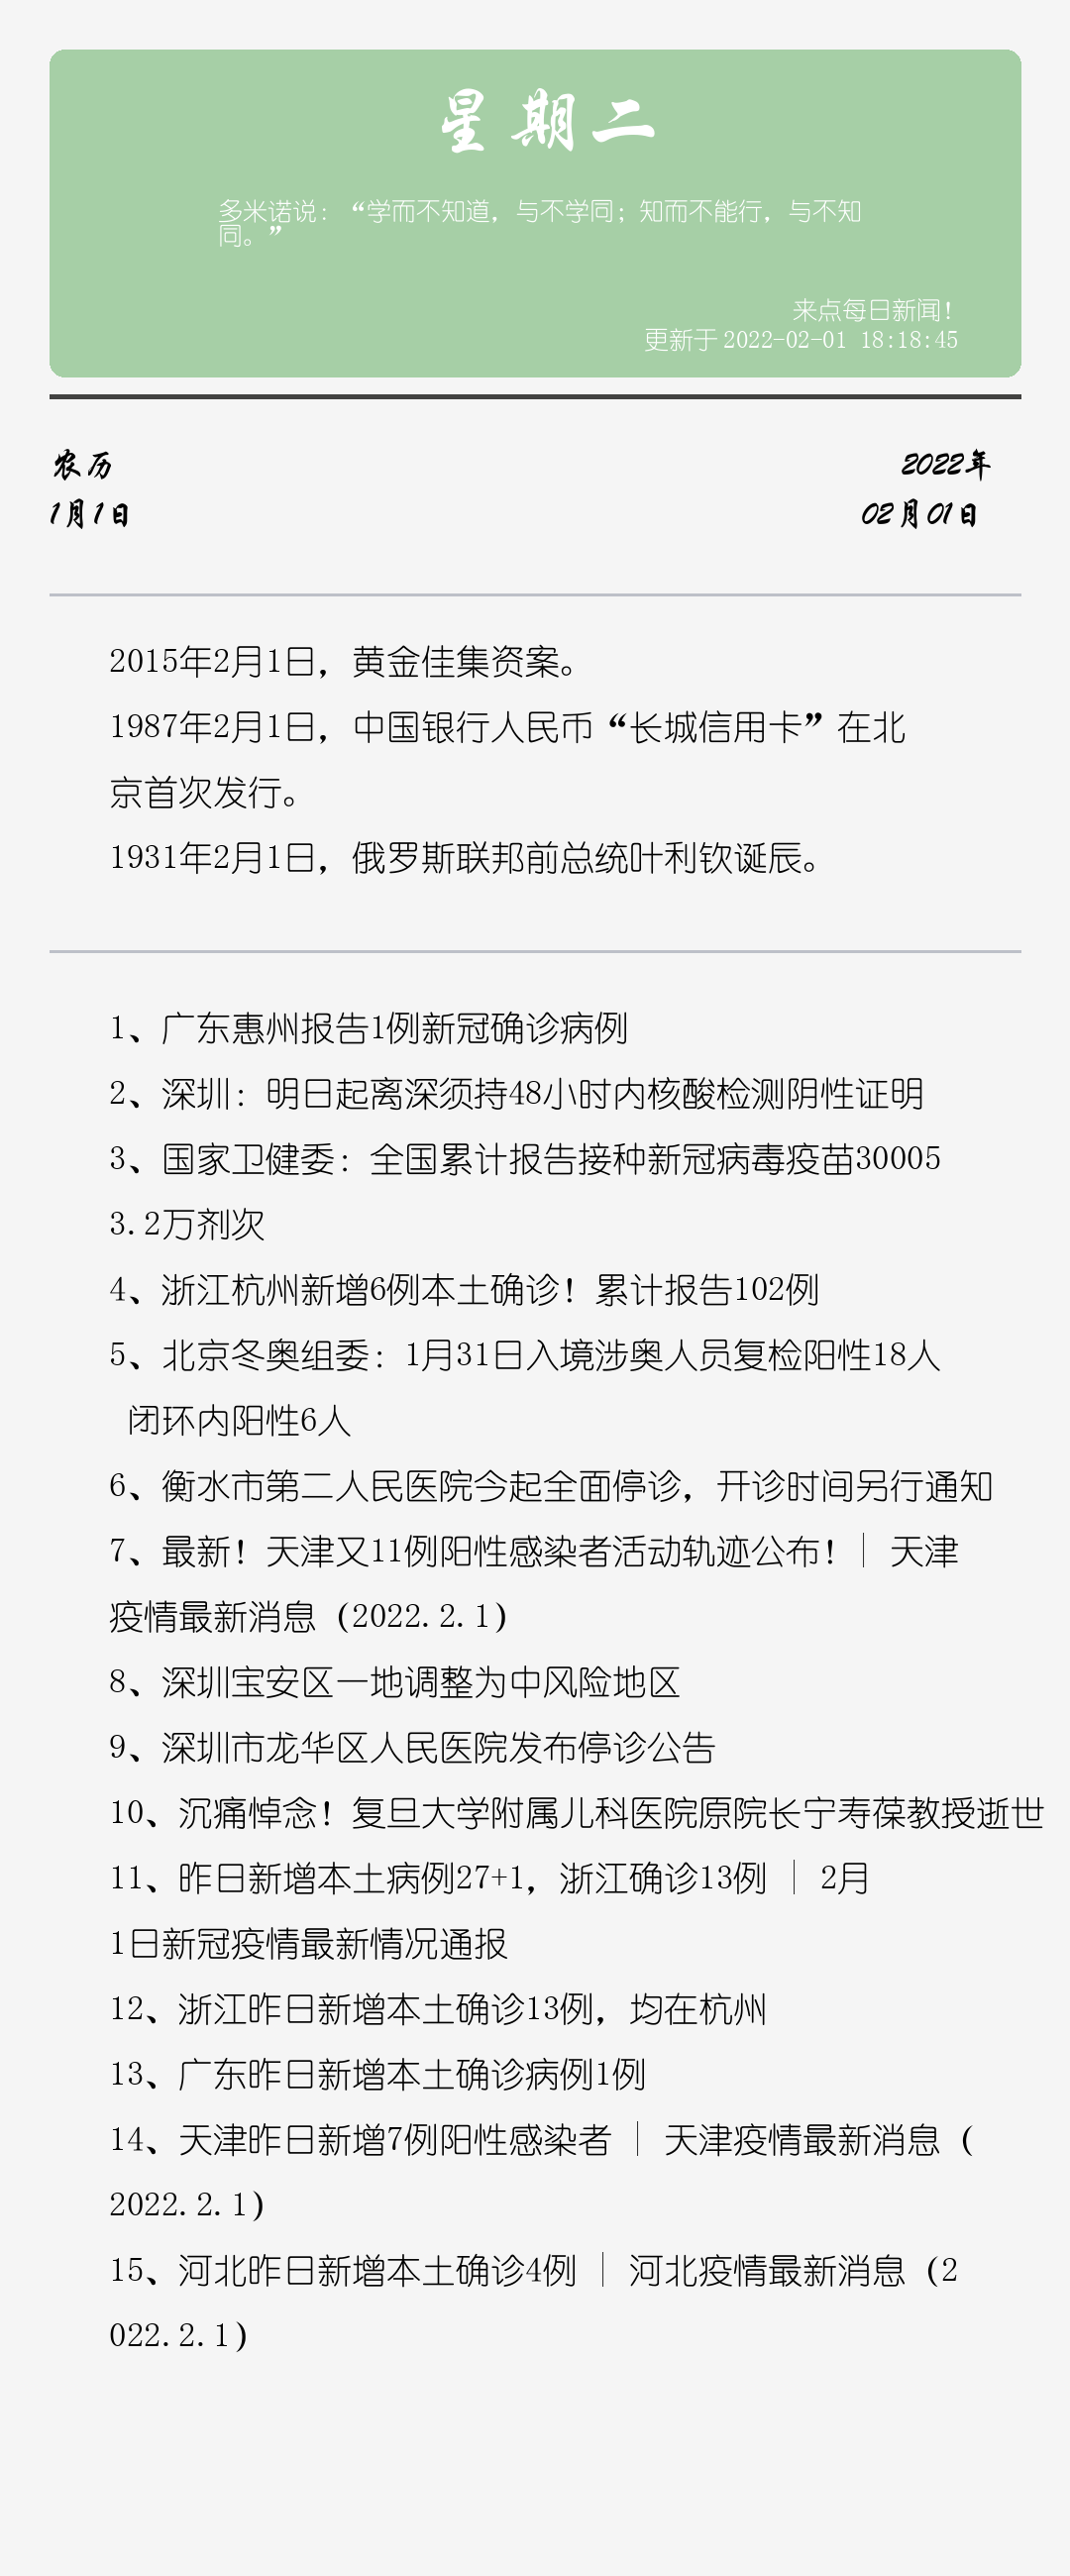 星期二
多米诺说：“学而不知道，与不学同；知而不能行，与不知
同。”
来点每日新闻！
更新于 2022-02-01 18:18:45
农历
2022年
1月1日
02月01日
2015年2月1日，黄金佳集资案。
1987年2月1日，中国银行人民币“长城信用卡”在北
京首次发行。
1931年2月1日，俄罗斯联邦前总统叶利钦诞辰。
1、广东惠州报告1例新冠确诊病例
2、深圳：明日起离深须持48小时内核酸检测阴性证明
3、国家卫健委：全国累计报告接种新冠病毒疫苗30005
3.2万剂次
4、浙江杭州新增6例本土确诊！累计报告102例
5、北京冬奥组委：1月31日入境涉奥人员复检阳性18人
闭环内阳性6人
6、衡水市第二人民医院今起全面停诊，开诊时间另行通知
7、最新！天津又11例阳性感染者活动轨迹公布！｜ 天津
疫情最新消息（2022.2.1）
8、深圳宝安区一地调整为中风险地区
9、深圳市龙华区人民医院发布停诊公告
10、沉痛悼念！复旦大学附属儿科医院原院长宁寿葆教授逝世
11、昨日新增本土病例27+1，浙江确诊13例 ｜ 2月
1日新冠疫情最新情况通报
12、浙江昨日新增本土确诊13例，均在杭州
13、广东昨日新增本土确诊病例1例
14、天津昨日新增7例阳性感染者 ｜ 天津疫情最新消息（
2022.2.1）
15、河北昨日新增本土确诊4例 ｜ 河北疫情最新消息（2
022.2.1）